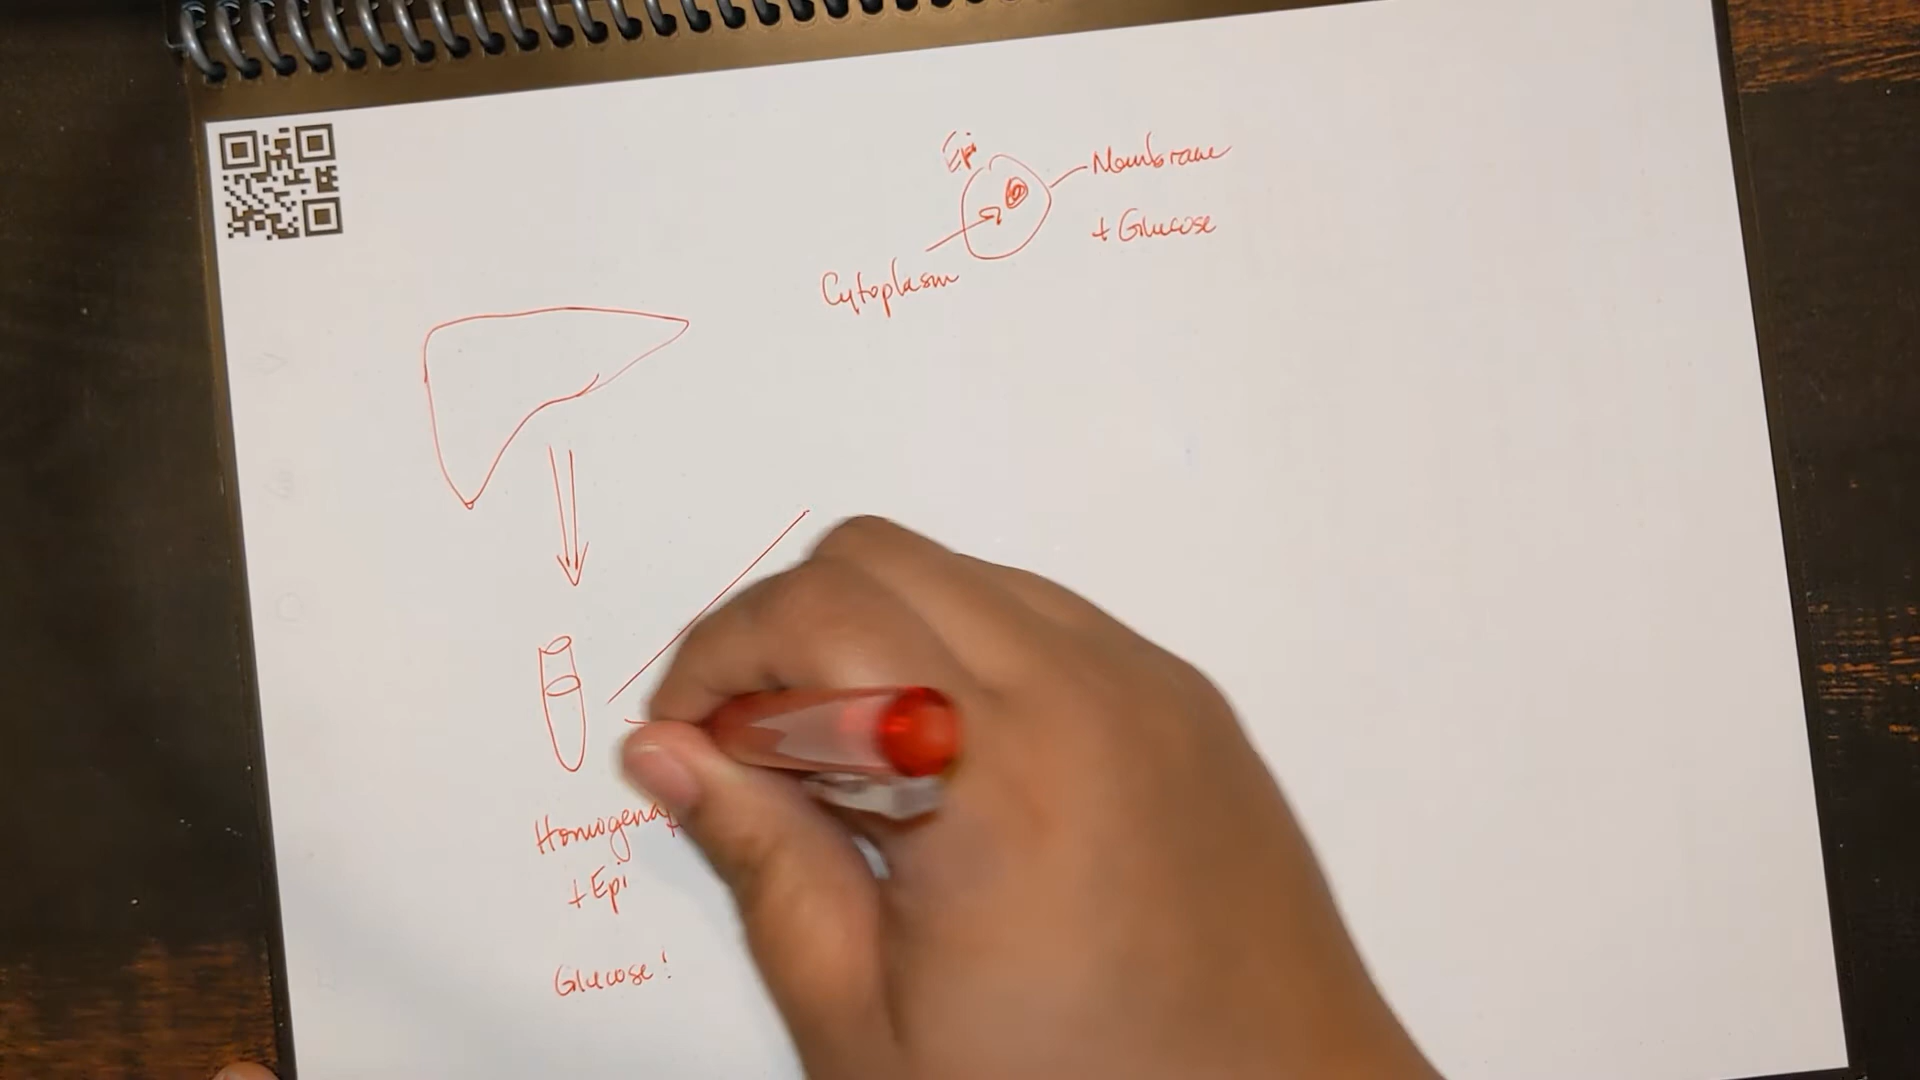 Epi
Membrane
+ Glucose
Cytoplasm
+ Epi
Glucose!